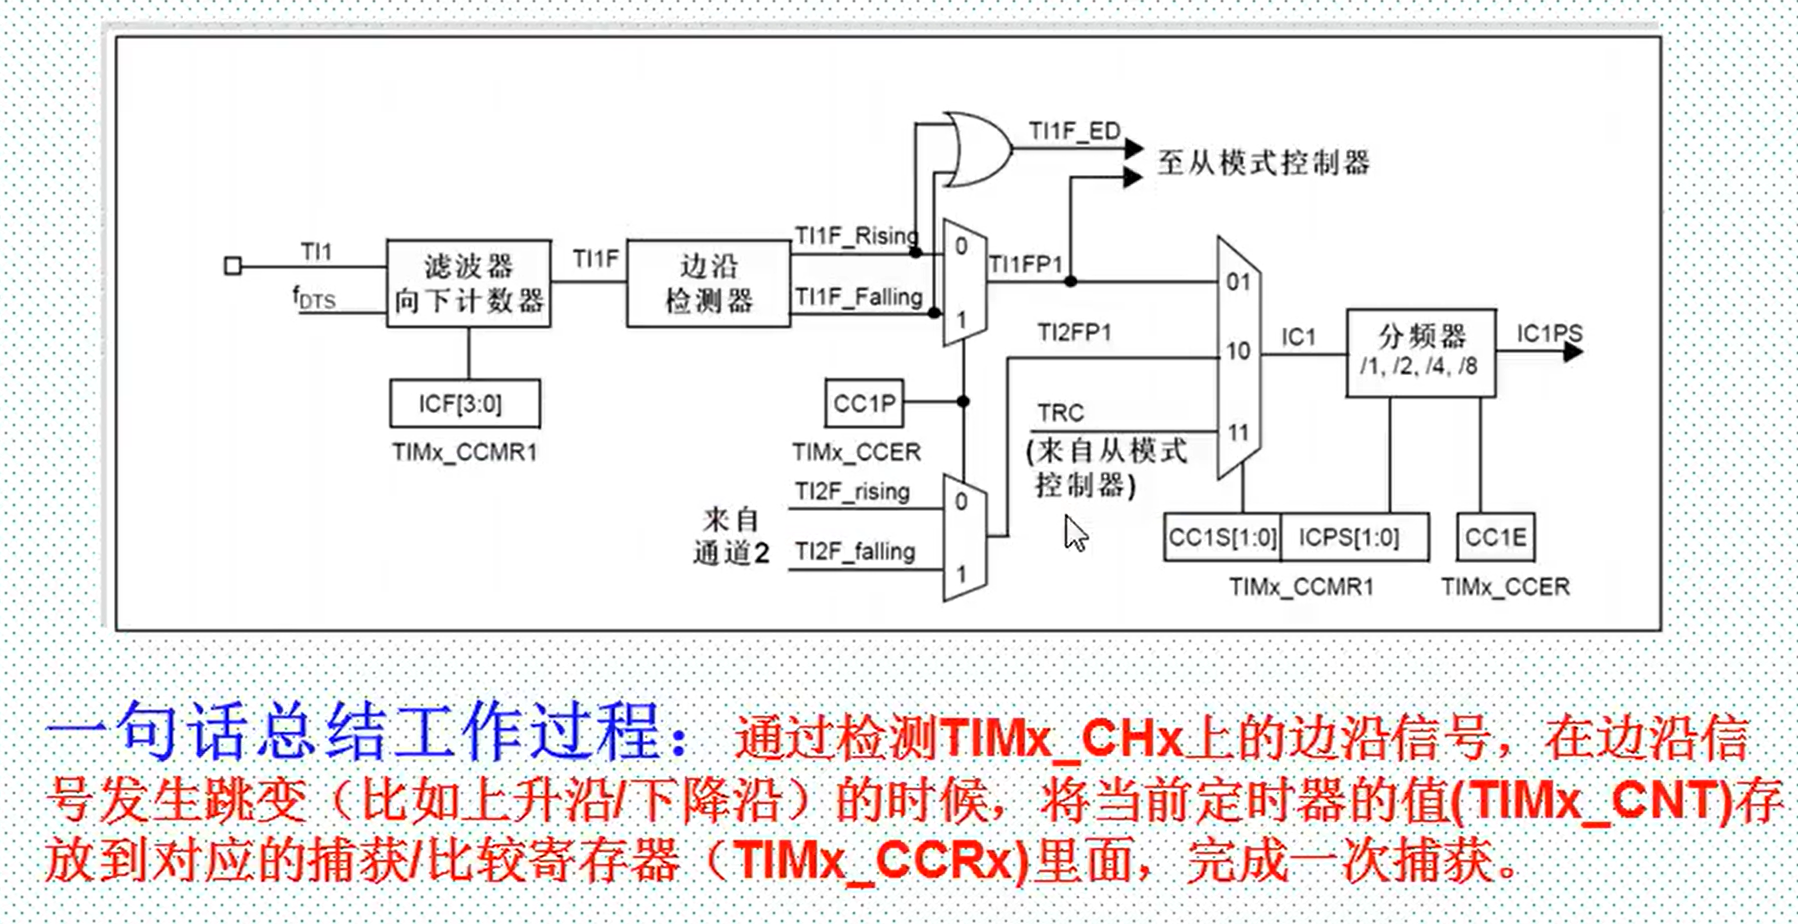 TI1F_ED
至从模式控制器
TI1
f_DTS
滤波器
向下计数器
TI1F
边沿
检测器
TI1F_Rising
TI1F_Falling
0
1
TI1FP1
ICF[3:0]
TIMx_CCMR1
CC1P
TIMx_CCER
TI2FP1
TRC
(来自从模式
控制器)
01
10
11
IC1
分频器
/1, /2, /4, /8
IC1PS
来自
通道2
TI2F_rising
TI2F_falling
0
1
CC1S[1:0]
ICPS[1:0]
TIMx_CCMR1
CC1E
TIMx_CCER
一句话总结工作过程：通过检测TIMx_CHx上的边沿信号，在边沿信
号发生跳变（比如上升沿/下降沿）的时候，将当前定时器的值(TIMx_CNT)存
放到对应的捕获/比较寄存器（TIMx_CCRx)里面，完成一次捕获。